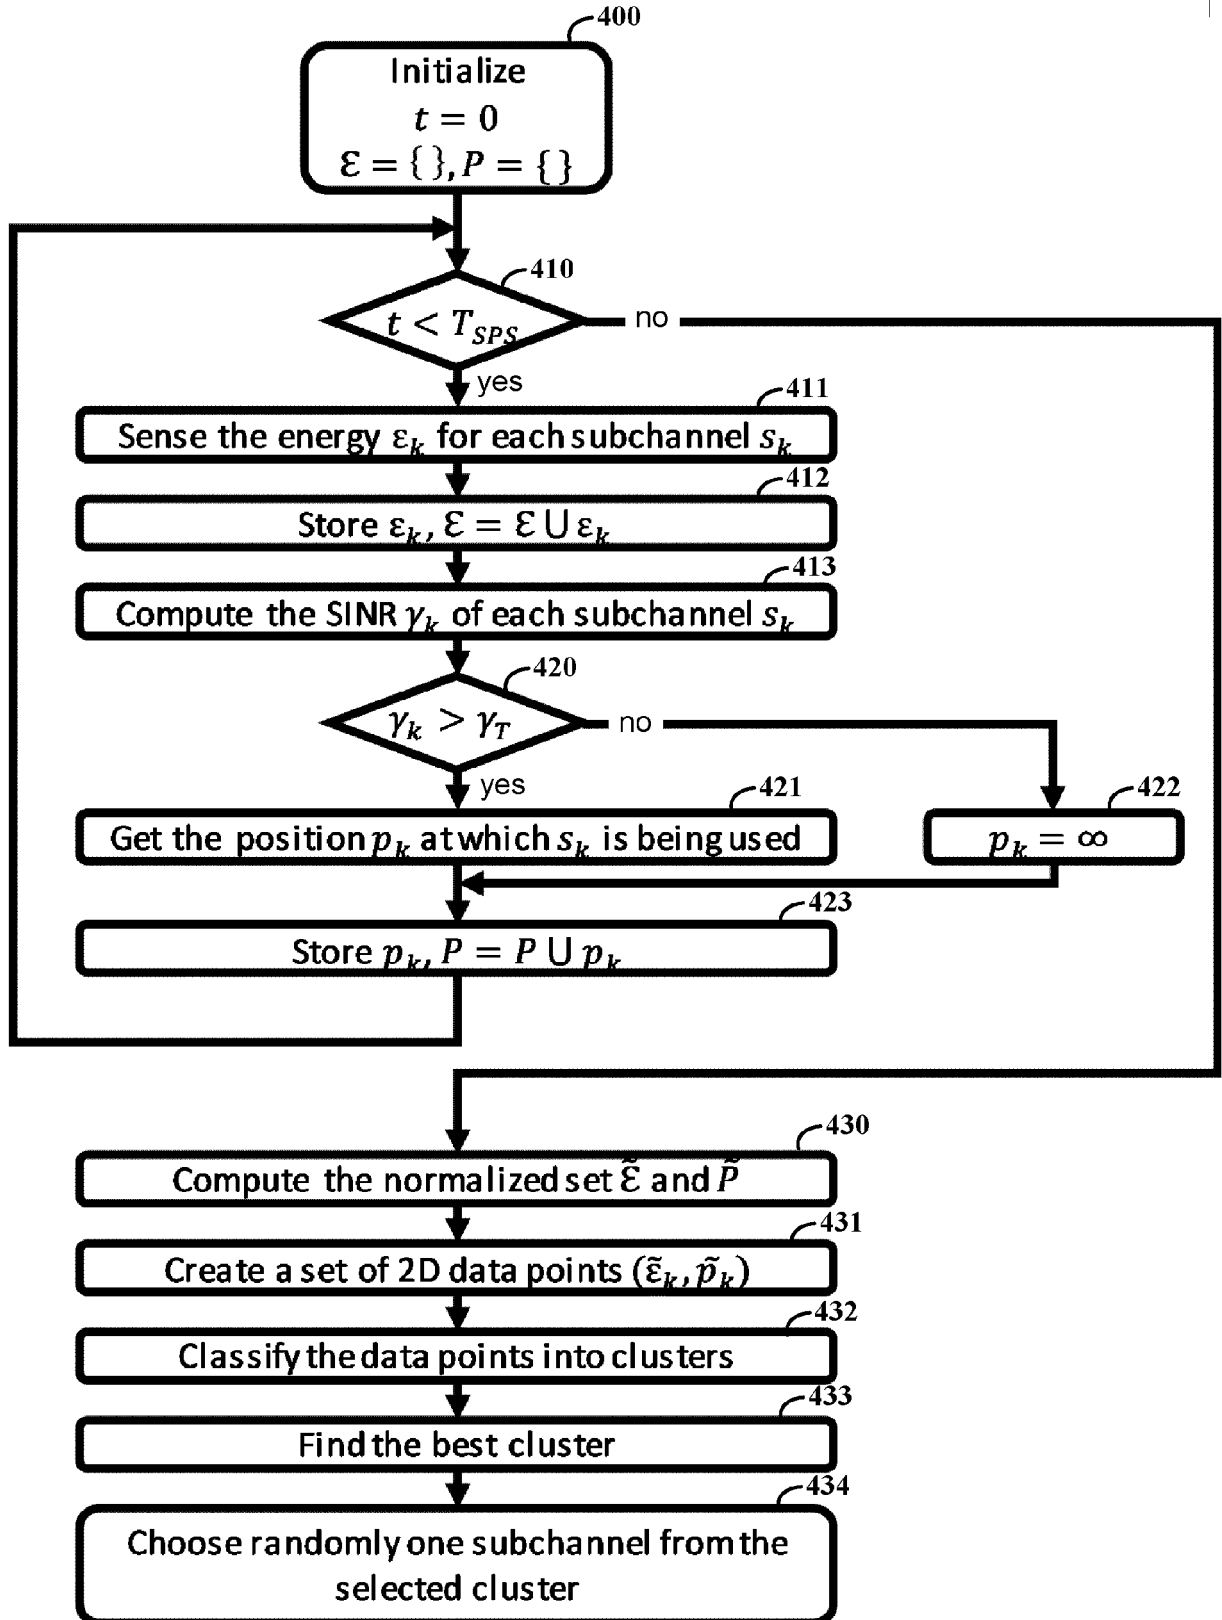 400
Initialize
t = 0
Ɛ = { }, P = { }
410
t < T_SPS
no
yes
411
Sense the energy ε_k for each subchannel s_k
412
Store ε_k, Ɛ = Ɛ ⋃ ε_k
413
Compute the SINR γ_k of each subchannel s_k
420
γ_k > γ_T
no
yes
421
Get the position p_k at which s_k is being used
422
p_k = ∞
423
Store p_k, P = P ⋃ p_k
430
Compute the normalized set Ɛ̃ and P̃
431
Create a set of 2D data points (ε̃_k, p̃_k)
432
Classify the data points into clusters
433
Find the best cluster
434
Choose randomly one subchannel from the
selected cluster